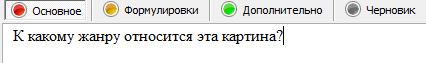 Основное Формулировки Дополнительно Черновик
К какому жанру относится эта картина?